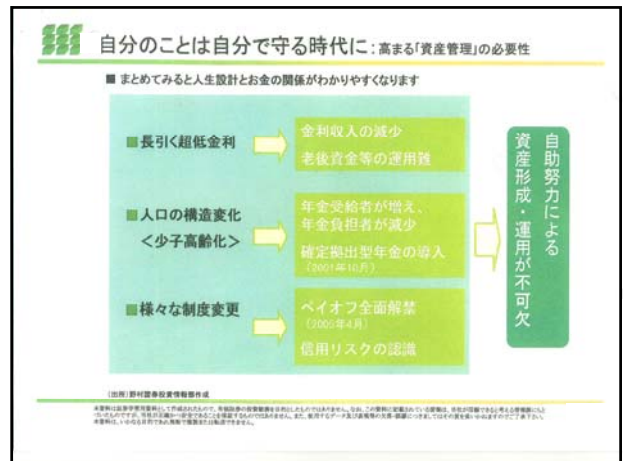 自分のことは自分で守る時代に:高まる「資産管理」の必要性
■ まとめてみると人生設計とお金の関係がわかりやすくなります
■長引く超低金利
金利収入の減少
老後資金等の運用難
■人口の構造変化
<少子高齢化>
年金受給者が増え、
年金負担者が減少
確定拠出型年金の導入
(2001年10月)
■様々な制度変更
ペイオフ全面解禁
(2005年4月)
信用リスクの認識
自助努力による
資産形成・運用が不可欠
(出所)野村證券投資情報部作成